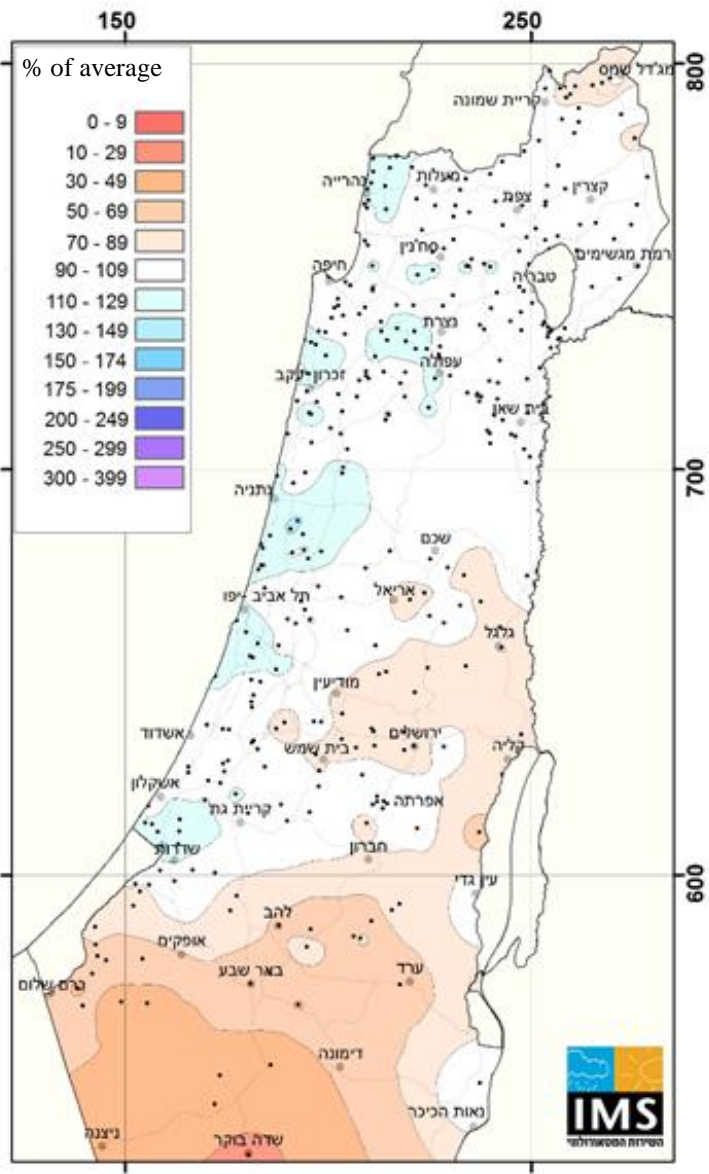 150
250
800
700
600
% of average
0 - 9
10 - 29
30 - 49
50 - 69
70 - 89
90 - 109
110 - 129
130 - 149
150 - 174
175 - 199
200 - 249
250 - 299
300 - 399
מג'דל שמס
קריית שמונה
מעלות
נהרייה
צפת
קצרין
סח'נין
רמת מגשימים
חיפה
טבריה
נצרת
עפולה
זכרון יעקב
בית שאן
נתניה
שכם
אריאל
תל אביב - יפו
גלגל
מודיעין
ירושלים
אשדוד
בית שמש
קליה
אשקלון
קריית גת
אפרתה
שדרות
חברון
עין גדי
להב
אופקים
באר שבע
ערד
כרם שלום
דימונה
נאות הכיכר
ניצנה
שדה בוקר
IMS
השירות המטאורולוגי